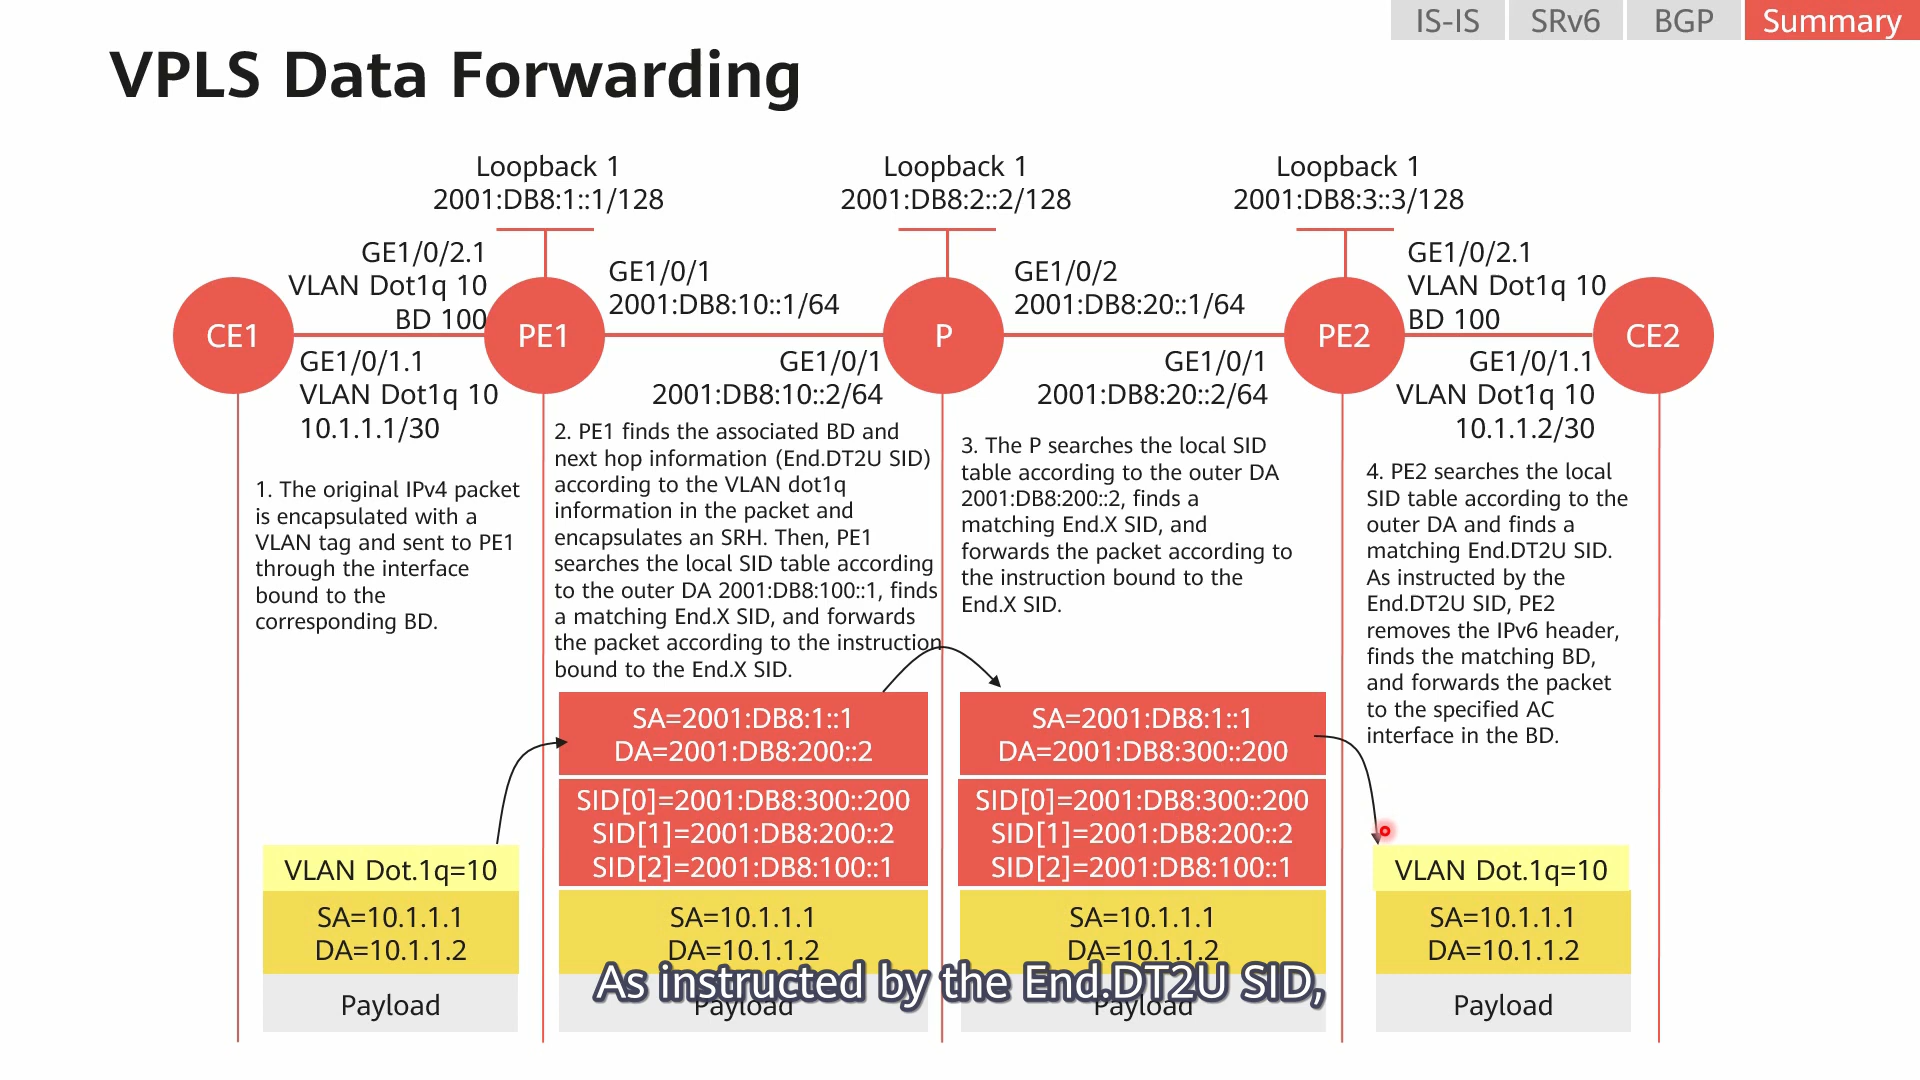 IS-IS
SRv6
BGP
Summary
VPLS Data Forwarding
Loopback 1
2001:DB8:1::1/128
Loopback 1
2001:DB8:2::2/128
Loopback 1
2001:DB8:3::3/128
GE1/0/2.1
VLAN Dot1q 10
BD 100
GE1/0/1
2001:DB8:10::1/64
GE1/0/2
2001:DB8:20::1/64
GE1/0/2.1
VLAN Dot1q 10
BD 100
CE1
PE1
P
PE2
CE2
GE1/0/1.1
VLAN Dot1q 10
10.1.1.1/30
GE1/0/1
2001:DB8:10::2/64
GE1/0/1
2001:DB8:20::2/64
GE1/0/1.1
VLAN Dot1q 10
10.1.1.2/30
1. The original IPv4 packet
is encapsulated with a
VLAN tag and sent to PE1
through the interface
bound to the
corresponding BD.
2. PE1 finds the associated BD and
next hop information (End.DT2U SID)
according to the VLAN dot1q
information in the packet and
encapsulates an SRH. Then, PE1
searches the local SID table according
to the outer DA 2001:DB8:100::1, finds
a matching End.X SID, and forwards
the packet according to the instruction
bound to the End.X SID.
3. The P searches the local SID
table according to the outer DA
2001:DB8:200::2, finds a
matching End.X SID, and
forwards the packet according to
the instruction bound to the
End.X SID.
4. PE2 searches the local
SID table according to the
outer DA and finds a
matching End.DT2U SID.
As instructed by the
End.DT2U SID, PE2
removes the IPv6 header,
finds the matching BD,
and forwards the packet
to the specified AC
interface in the BD.
VLAN Dot.1q=10
SA=10.1.1.1
DA=10.1.1.2
Payload
SA=2001:DB8:1::1
DA=2001:DB8:200::2
SID[0]=2001:DB8:300::200
SID[1]=2001:DB8:200::2
SID[2]=2001:DB8:100::1
SA=10.1.1.1
DA=10.1.1.2
Payload
SA=2001:DB8:1::1
DA=2001:DB8:300::200
SID[0]=2001:DB8:300::200
SID[1]=2001:DB8:200::2
SID[2]=2001:DB8:100::1
SA=10.1.1.1
DA=10.1.1.2
Payload
VLAN Dot.1q=10
SA=10.1.1.1
DA=10.1.1.2
Payload
As instructed by the End.DT2U SID,